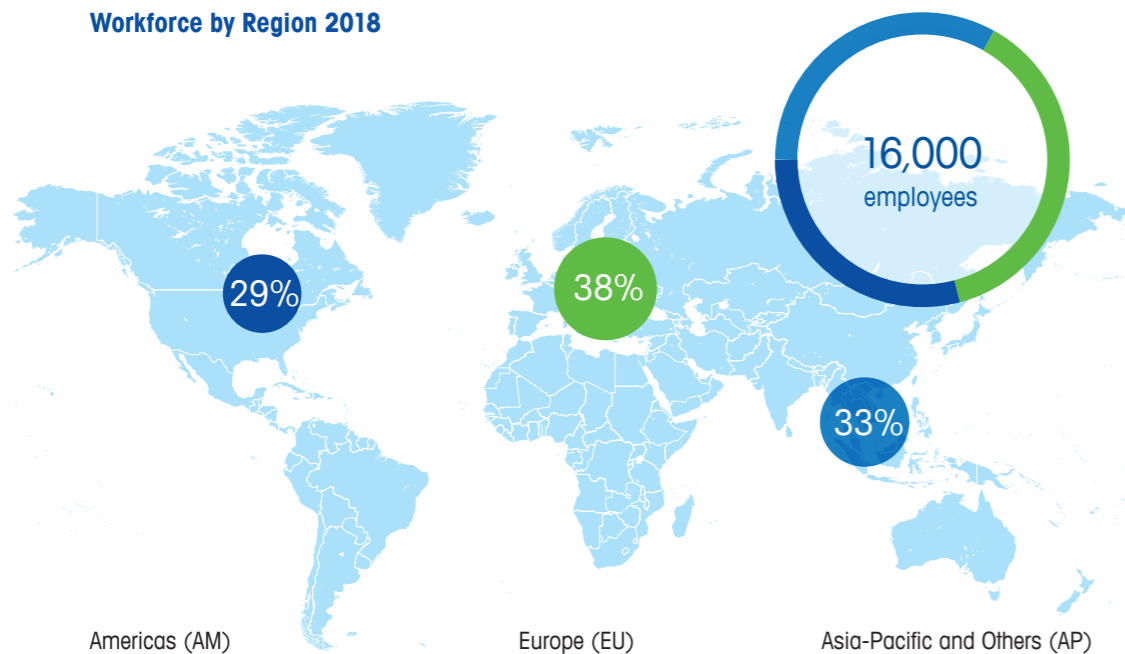 Workforce by Region 2018
16,000
employees
29%
38%
33%
Americas (AM)
Europe (EU)
Asia-Pacific and Others (AP)